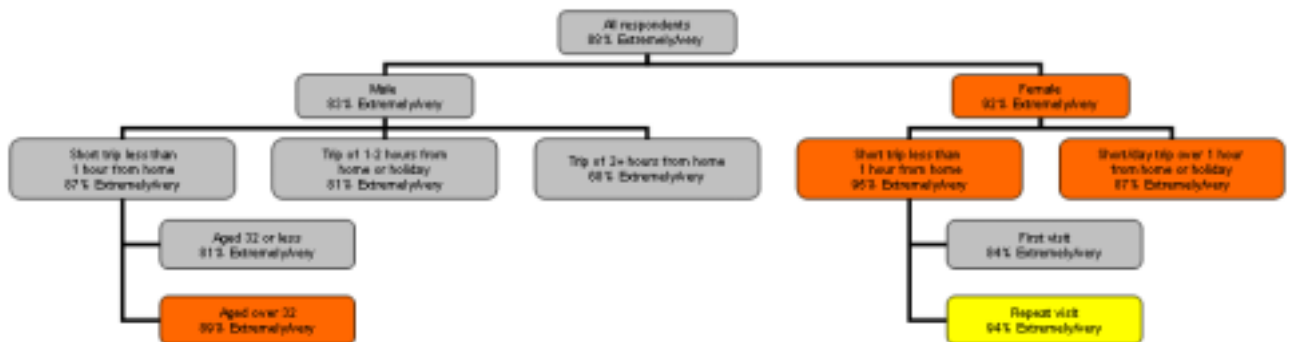 All respondents
Extremely/very
Male
83% Extremely/very
Female
92% Extremely/very
Short trip less than
1 hour from home
87% Extremely/very
Trip of 1-2 hours from
home or holiday
81% Extremely/very
Trip of 2+ hours from home
68% Extremely/very
Short trip less than
1 hour from home
Extremely/very
Short/day trip over 1 hour
from home or holiday
87% Extremely/very
Aged 32 or less
81% Extremely/very
First visit
84% Extremely/very
Aged over 32
89% Extremely/very
Repeat visit
94% Extremely/very